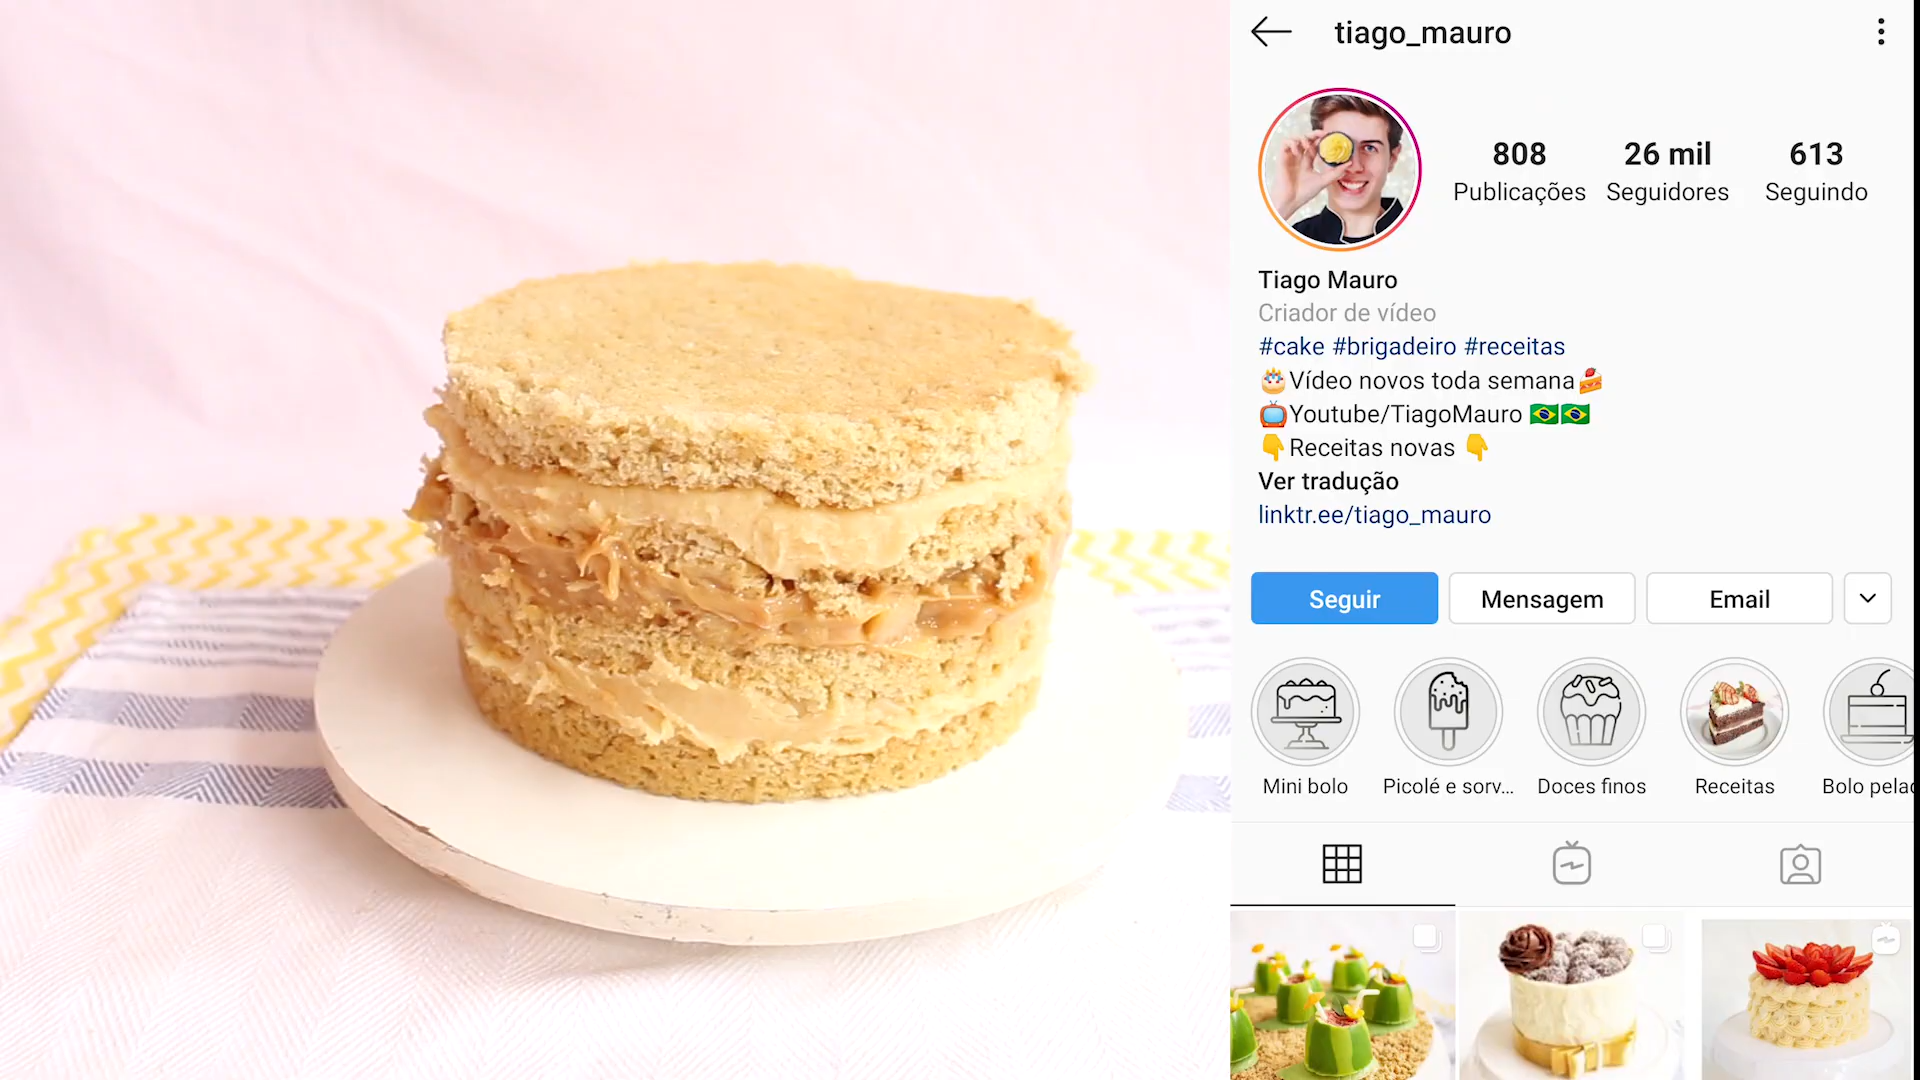 tiago_mauro
808
Publicações
26 mil
Seguidores
613
Seguindo
Tiago Mauro
Criador de vídeo
#cake #brigadeiro #receitas
🎂Vídeo novos toda semana🍰
📺Youtube/TiagoMauro 🇧🇷🇧🇷
👇Receitas novas 👇
Ver tradução
linktr.ee/tiago_mauro
Seguir
Mensagem
Email
Mini bolo
Picolé e sorv...
Doces finos
Receitas
Bolo pelac